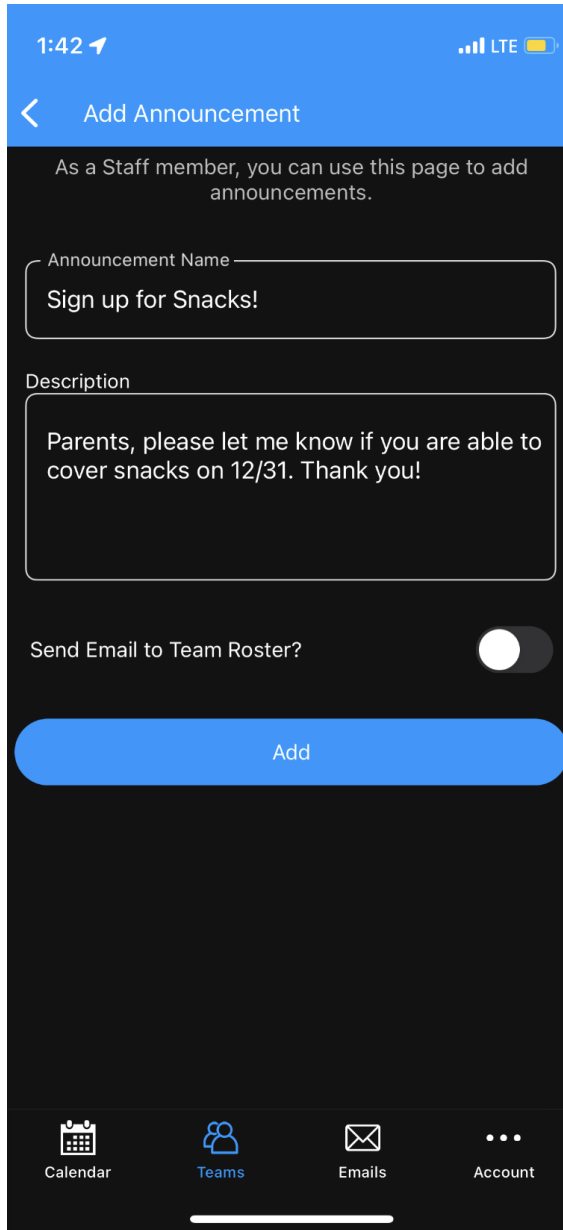 1:42 LTE
Add Announcement
As a Staff member, you can use this page to add
announcements.
Announcement Name
Sign up for Snacks!
Description
Parents, please let me know if you are able to
cover snacks on 12/31. Thank you!
Send Email to Team Roster?
Add
Calendar Teams Emails Account